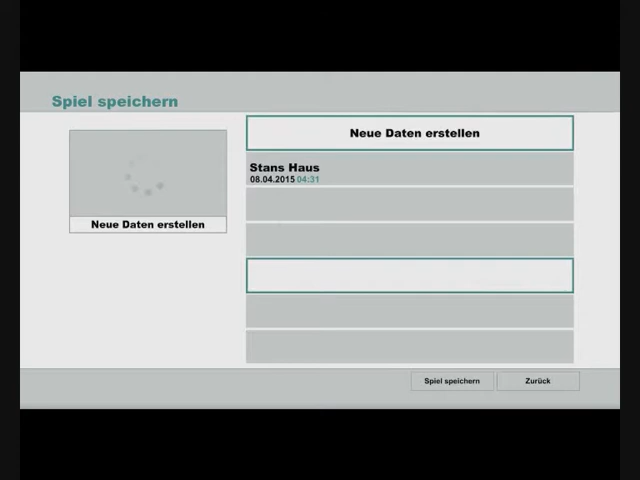 Spiel speichern
Neue Daten erstellen
Stans Haus
08.04.2015 04:31
Neue Daten erstellen
Spiel speichern
Zurück